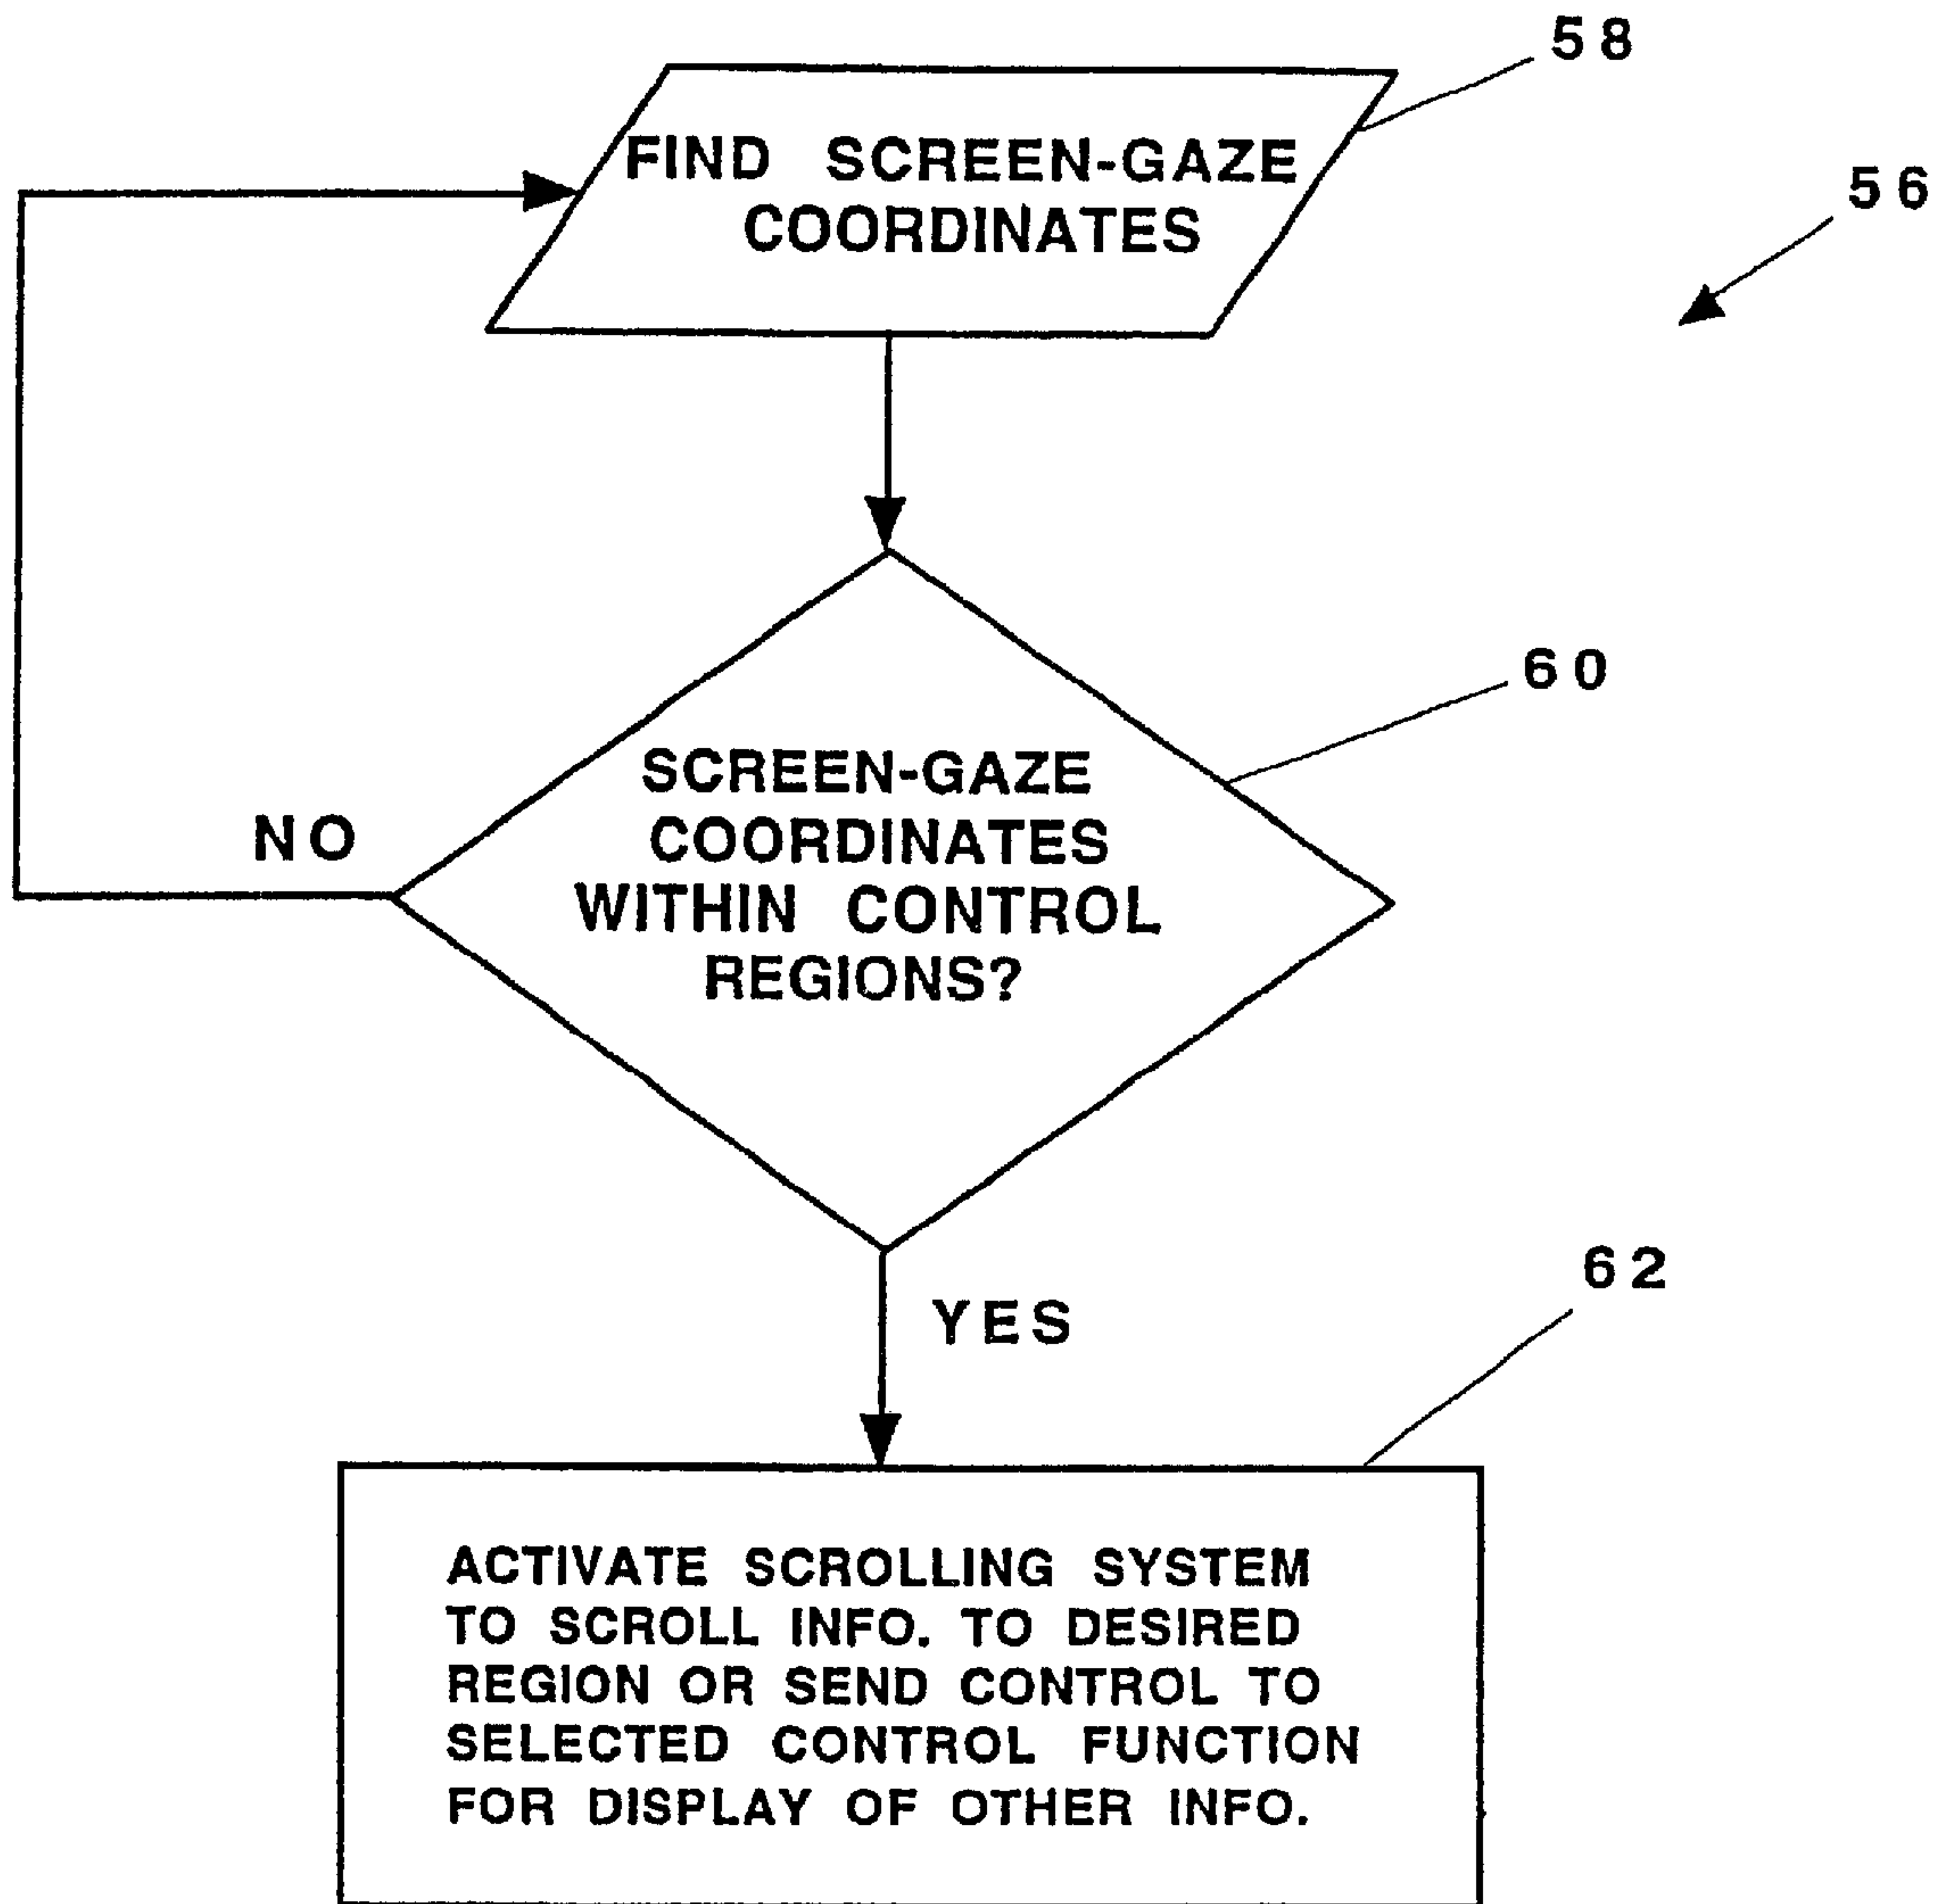 58
FIND SCREEN-GAZE
COORDINATES
56
60
SCREEN-GAZE
COORDINATES
WITHIN CONTROL
REGIONS?
NO
62
YES
ACTIVATE SCROLLING SYSTEM
TO SCROLL INFO. TO DESIRED
REGION OR SEND CONTROL TO
SELECTED CONTROL FUNCTION
FOR DISPLAY OF OTHER INFO.